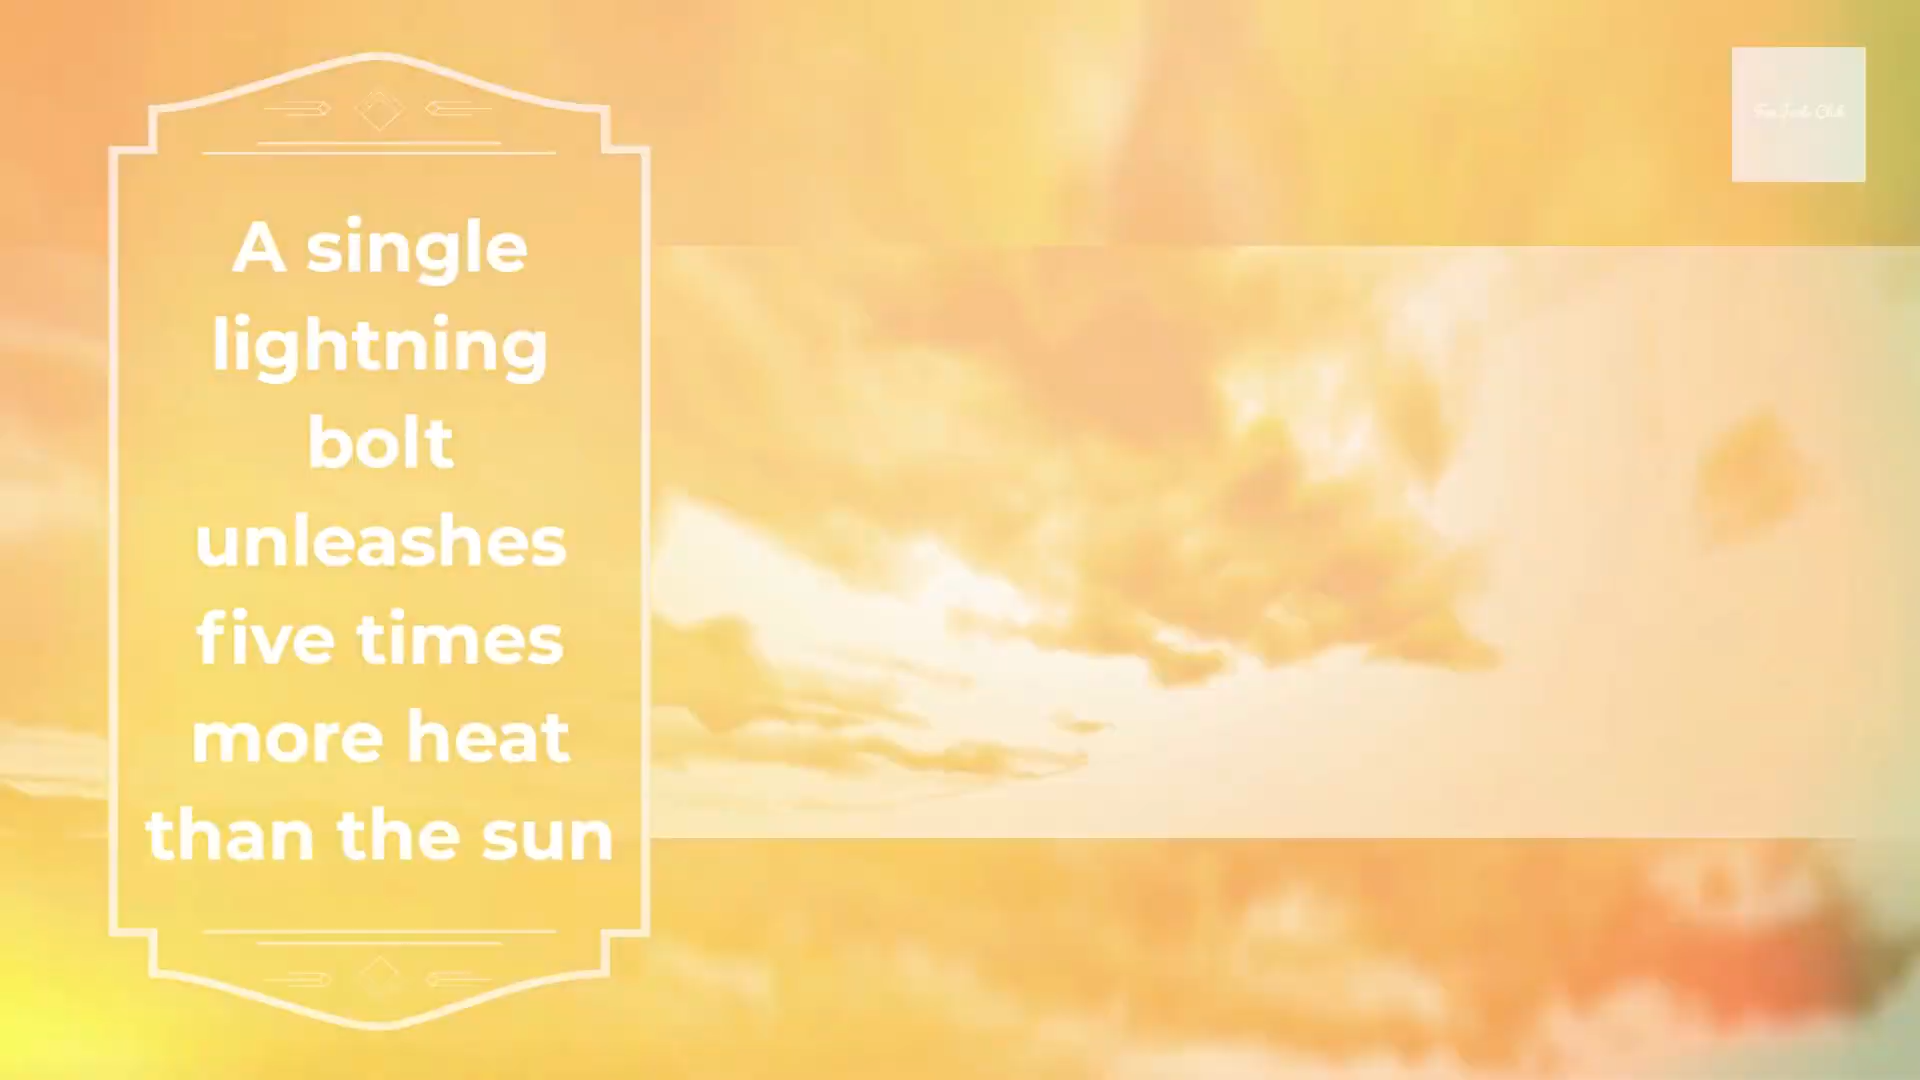 A single
lightning
bolt
unleashes
five times
more heat
than the sun